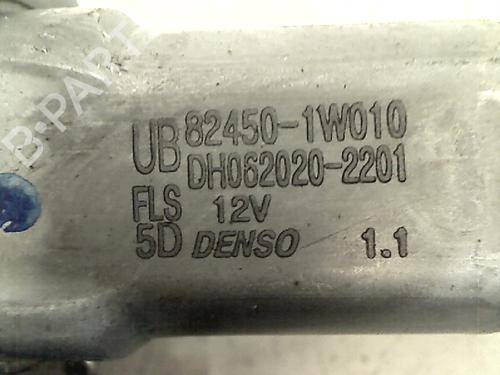 UB 82450-1W010
DH062020-2201
FLS 12V
5D DENSO 1.1
B-PARTS